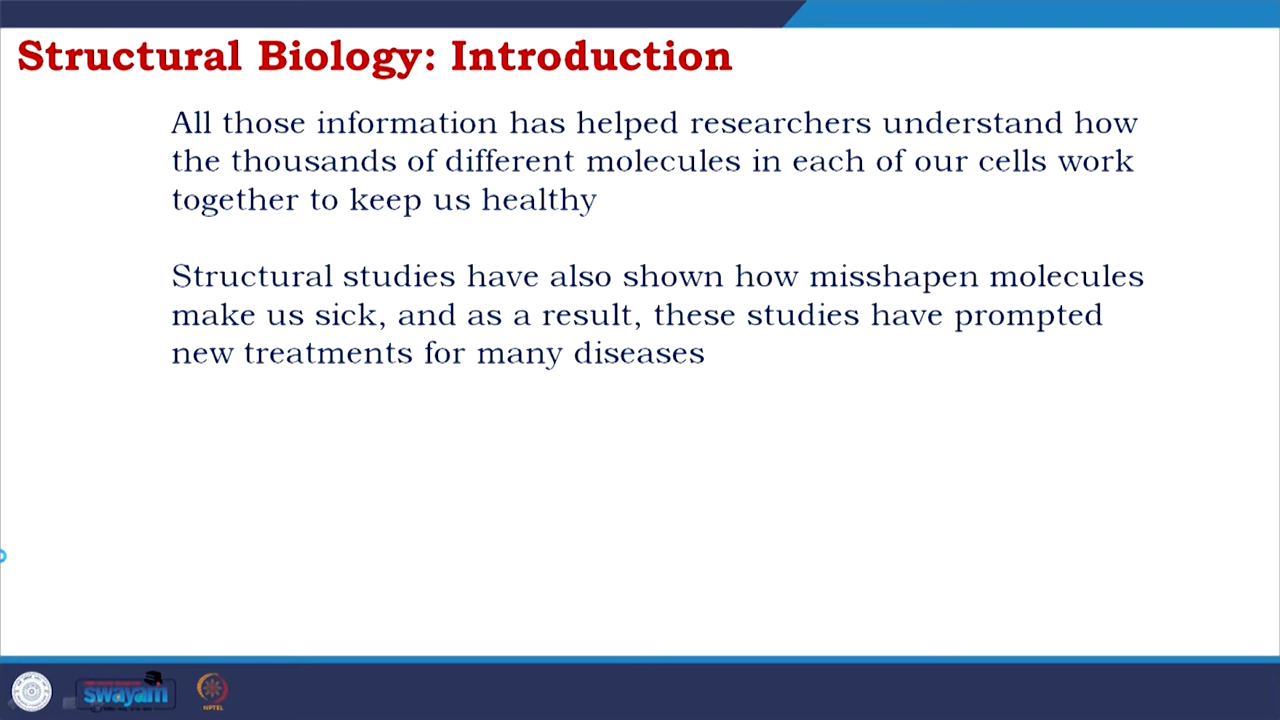 Structural Biology: Introduction
All those information has helped researchers understand how
the thousands of different molecules in each of our cells work
together to keep us healthy
Structural studies have also shown how misshapen molecules
make us sick, and as a result, these studies have prompted
new treatments for many diseases
swayam
NPTEL